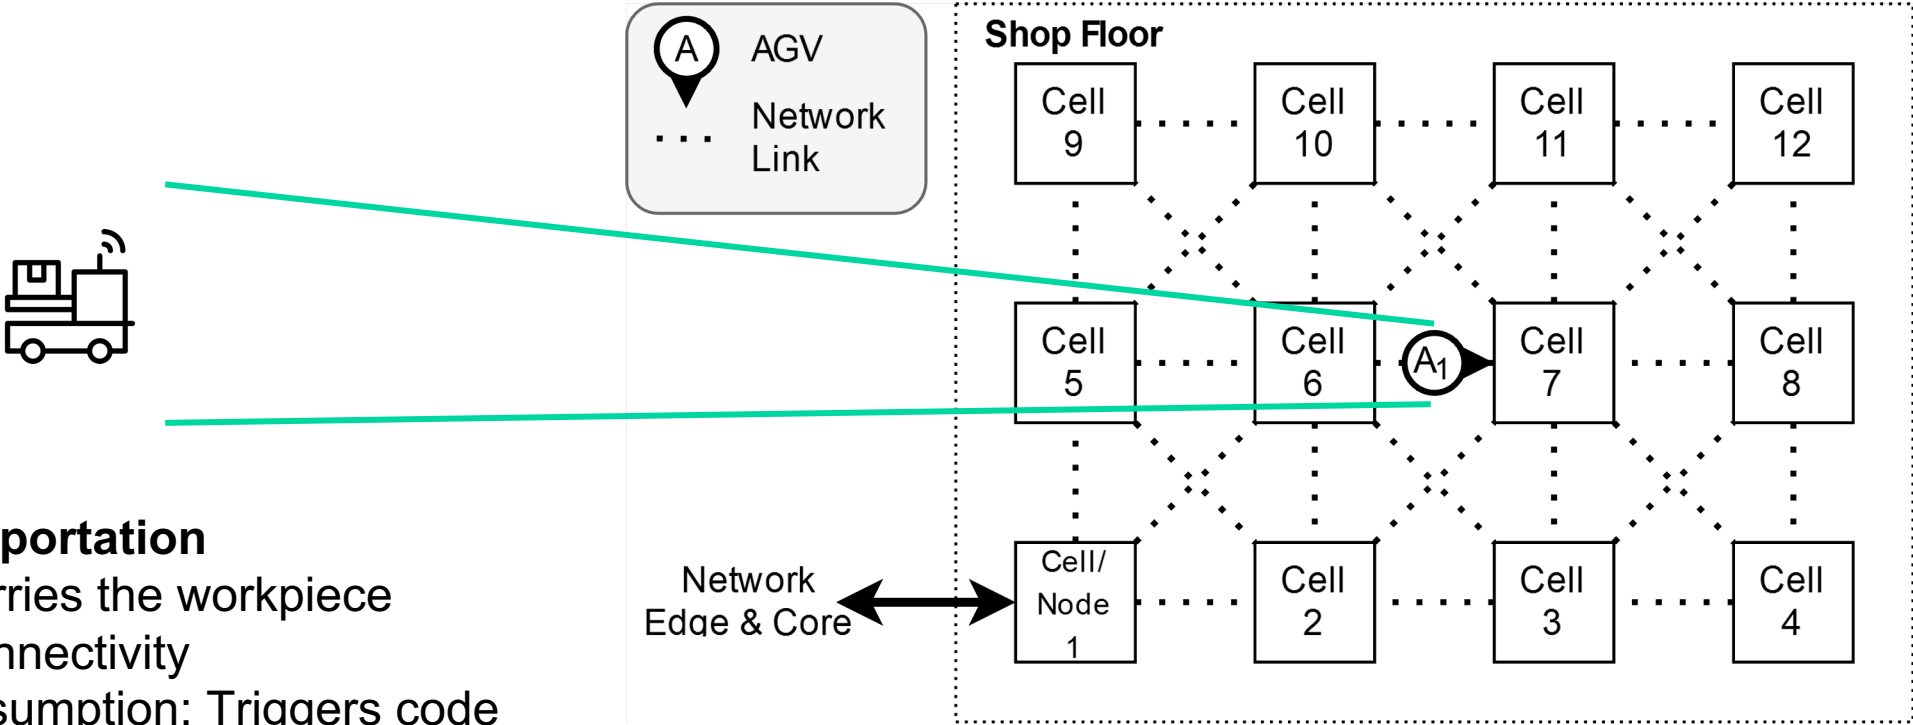 A
AGV
. . . Network
Link
Shop Floor
Cell
9
Cell
10
Cell
11
Cell
12
Cell
5
Cell
6
A1
Cell
7
Cell
8
Cell/
Node
1
Cell
2
Cell
3
Cell
4
Network
Edge & Core
portation
rries the workpiece
nnectivity
sumption: Triggers code